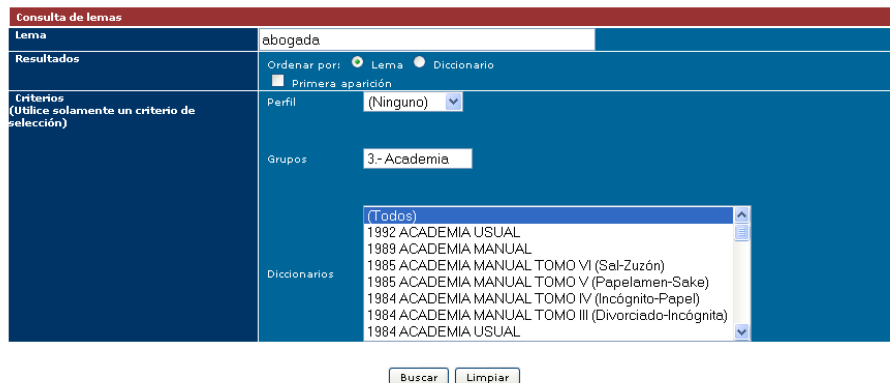 Consulta de lemas
Lema
abogada
Resultados
Ordenar por: Lema Diccionario
Primera aparición
Criterios
(Utilice solamente un criterio de
selección)
Perfil
(Ninguno)
Grupos
3.- Academia
Diccionarios
(Todos)
1992 ACADEMIA USUAL
1989 ACADEMIA MANUAL
1985 ACADEMIA MANUAL TOMO VI (Sal-Zuzón)
1985 ACADEMIA MANUAL TOMO V (Papelamen-Sake)
1984 ACADEMIA MANUAL TOMO IV (Incógnito-Papel)
1984 ACADEMIA MANUAL TOMO III (Divorciado-Incógnita)
1984 ACADEMIA USUAL
Buscar Limpiar